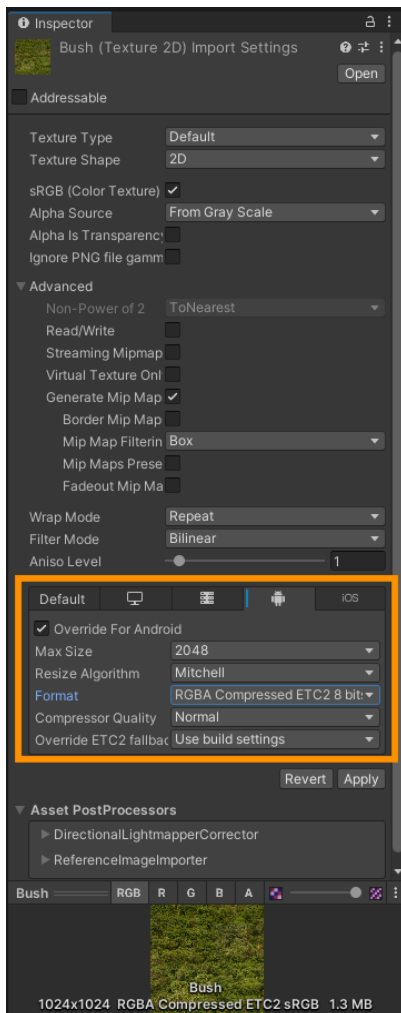 Inspector
Bush (Texture 2D) Import Settings
Open
Addressable
Texture Type Default
Texture Shape 2D
sRGB (Color Texture)
Alpha Source From Gray Scale
Alpha Is Transparency
Ignore PNG file gamm
Advanced
Non-Power of 2 ToNearest
Read/Write
Streaming Mipmap
Virtual Texture Onl
Generate Mip Map
Border Mip Map
Mip Map Filterin Box
Mip Maps Prese
Fadeout Mip Ma
Wrap Mode Repeat
Filter Mode Bilinear
Aniso Level 1
Default iOS
Override For Android
Max Size 2048
Resize Algorithm Mitchell
Format RGBA Compressed ETC2 8 bits
Compressor Quality Normal
Override ETC2 fallbac Use build settings
Revert Apply
Asset PostProcessors
DirectionalLightmapperCorrector
ReferenceImageImporter
Bush RGB R G B A
Bush
1024x1024 RGBA Compressed ETC2 sRGB 1.3 MB